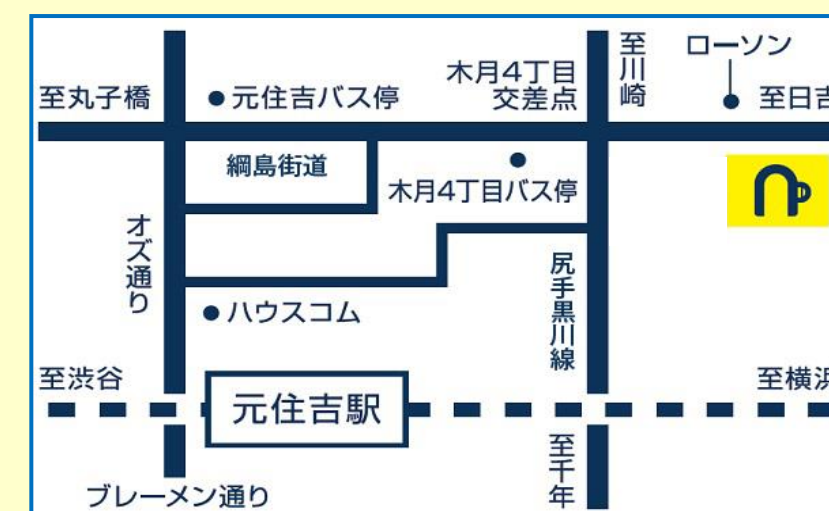 至川崎
ローソン
木月4丁目
交差点
至丸子橋
元住吉バス停
至日吉
綱島街道
木月4丁目バス停
オズ通り
尻手黒川線
ハウスコム
至渋谷
至横浜
元住吉駅
至千年
ブレーメン通り